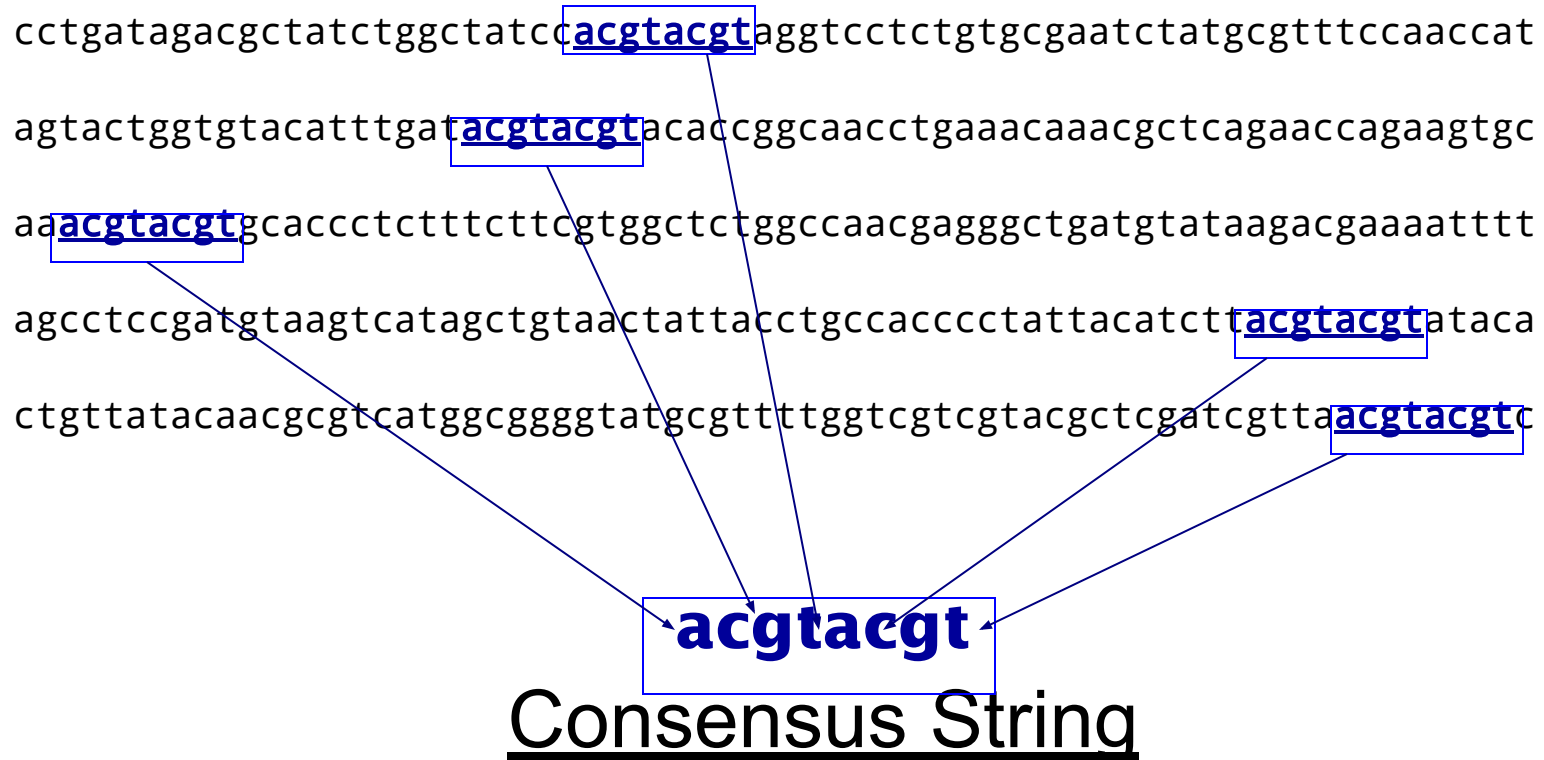 cctgatagacgctatctggctatccacgtacgtaggtcctctgtgcgaatctatgcgtttccaaccat
agtactggtgtacatttgatacgtacgtacaccggcaacctgaaacaaacgctcagaaccagaagtgc
aaacgtacgtgcaccctctttcttcgtggctctggccaacgagggctgatgtataagacgaaaatttt
agcctccgatgtaagtcatagctgtaactattacctgccacccctattacatcttacgtacgtataca
ctgttatacaacgcgtcatggcggggtatgcgttttggtcgtcgtacgctcgatcgttaacgtacgtc
acgtacgt
Consensus String